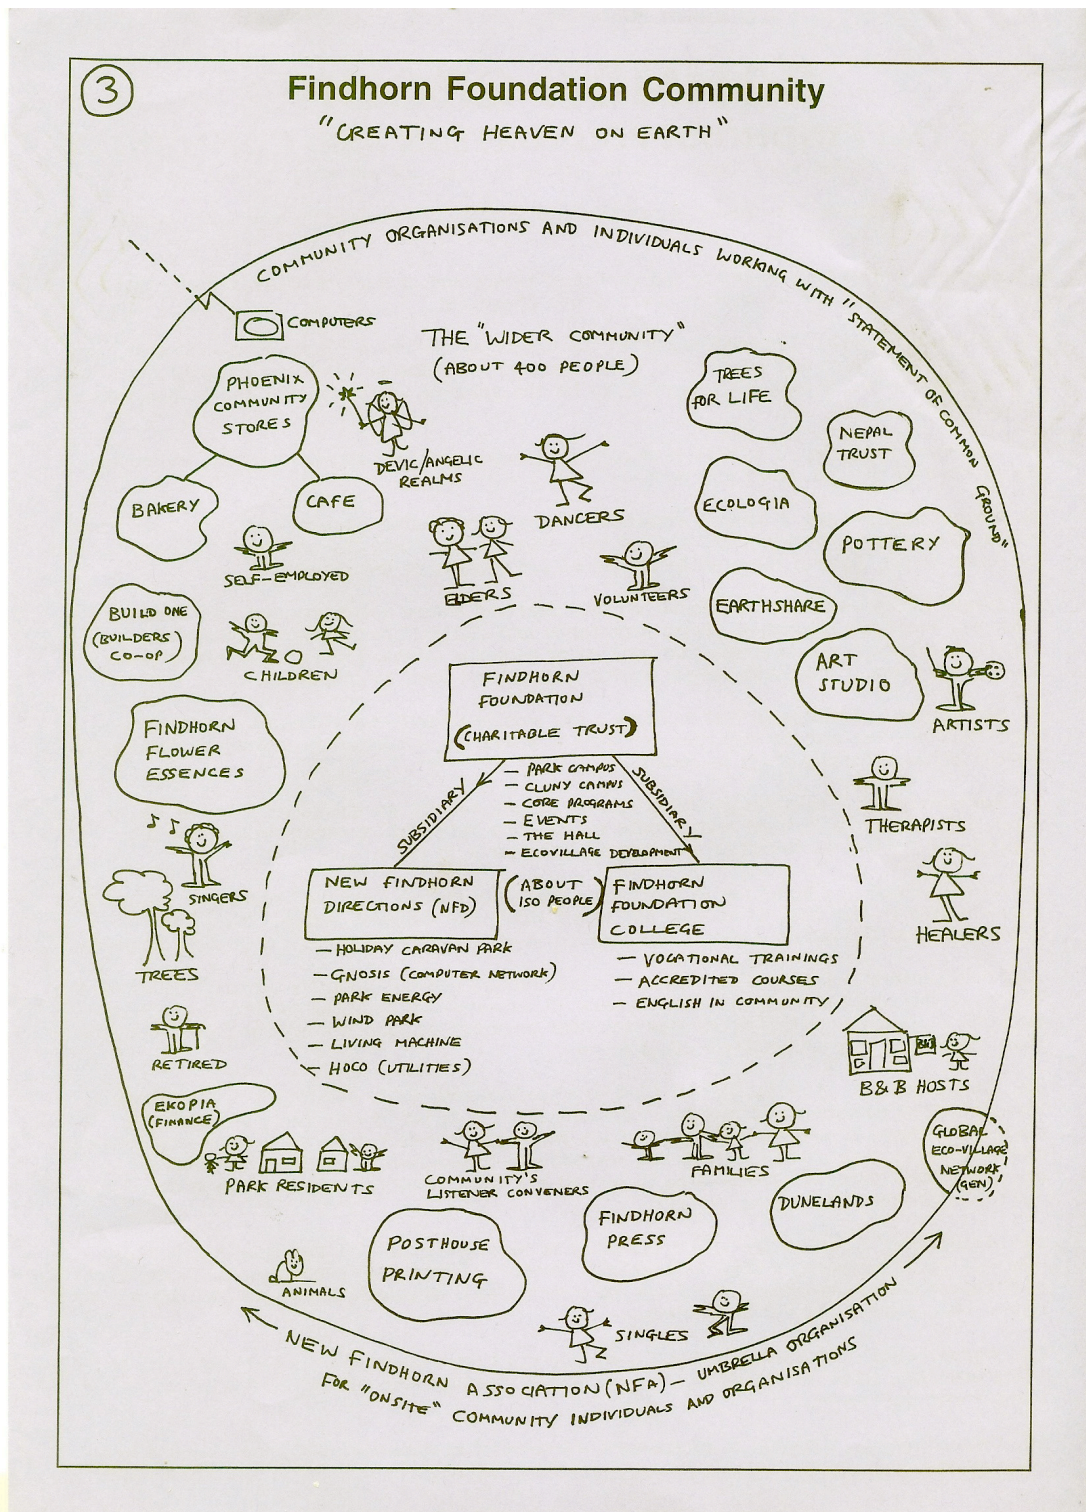 3
Findhorn Foundation Community
"CREATING HEAVEN ON EARTH"
COMMUNITY ORGANISATIONS AND INDIVIDUALS WORKING WITH "STATEMENT OF COMMON GROUND"
COMPUTERS
THE "WIDER COMMUNITY"
(ABOUT 400 PEOPLE)
PHOENIX
COMMUNITY
STORES
BAKERY
CAFE
DEVIC/ANGELIC
REALMS
DANCERS
TREES
FOR LIFE
NEPAL
TRUST
ECOLOGIA
POTTERY
SELF-EMPLOYED
ELDERS
VOLUNTEERS
EARTHSHARE
BUILD ONE
(BUILDERS)
CO-OP)
CHILDREN
ART
STUDIO
ARTISTS
FINDHORN
FLOWER
ESSENCES
FINDHORN
FOUNDATION
(CHARITABLE TRUST)
SUBSIDIARY
SUBSIDIARY
- PARK CAMPUS
- CLUNY CAMPUS
- CORE PROGRAMS
- EVENTS
- THE HALL
- ECOVILLAGE DEVELOPMENT
THERAPISTS
SINGERS
NEW FINDHORN
DIRECTIONS (NFD)
(ABOUT
150 PEOPLE)
FINDHORN
FOUNDATION
COLLEGE
HEALERS
- HOLIDAY CARAVAN PARK
- GNOSIS (COMPUTER NETWORK)
- PARK ENERGY
- WIND PARK
- LIVING MACHINE
- HOCO (UTILITIES)
- VOCATIONAL TRAININGS
- ACCREDITED COURSES
- ENGLISH IN COMMUNITY
TREES
RETIRED
B&B
B&B HOSTS
EKOPIA
(FINANCE)
PARK RESIDENTS
COMMUNITY'S
LISTENER CONVENERS
FAMILIES
GLOBAL
ECO-VILLAGE
NETWORK
(GEN)
DUNELANDS
FINDHORN
PRESS
POSTHOUSE
PRINTING
ANIMALS
SINGLES
NEW FINDHORN ASSOCIATION (NFA) - UMBRELLA ORGANISATION
FOR "ONSITE" COMMUNITY INDIVIDUALS AND ORGANISATIONS